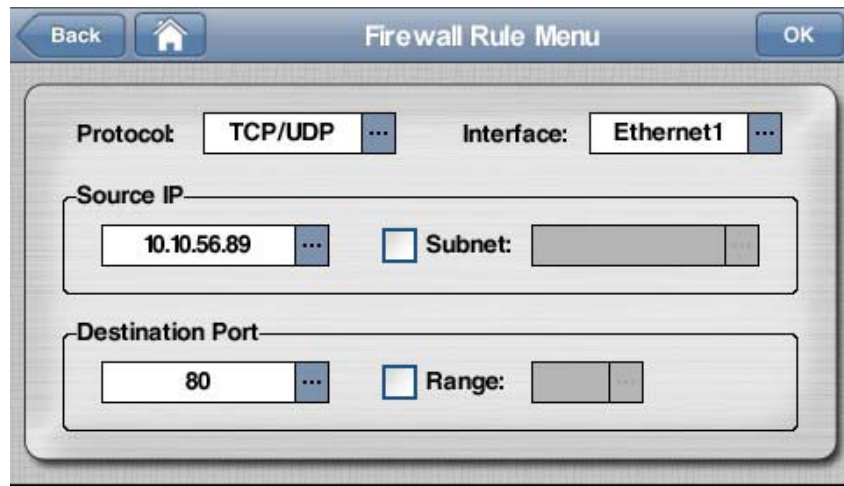 Back Firewall Rule Menu OK
Protocol: TCP/UDP ... Interface: Ethernet1 ...
Source IP
10.10.56.89 ... Subnet: ...
Destination Port
80 ... Range: ...